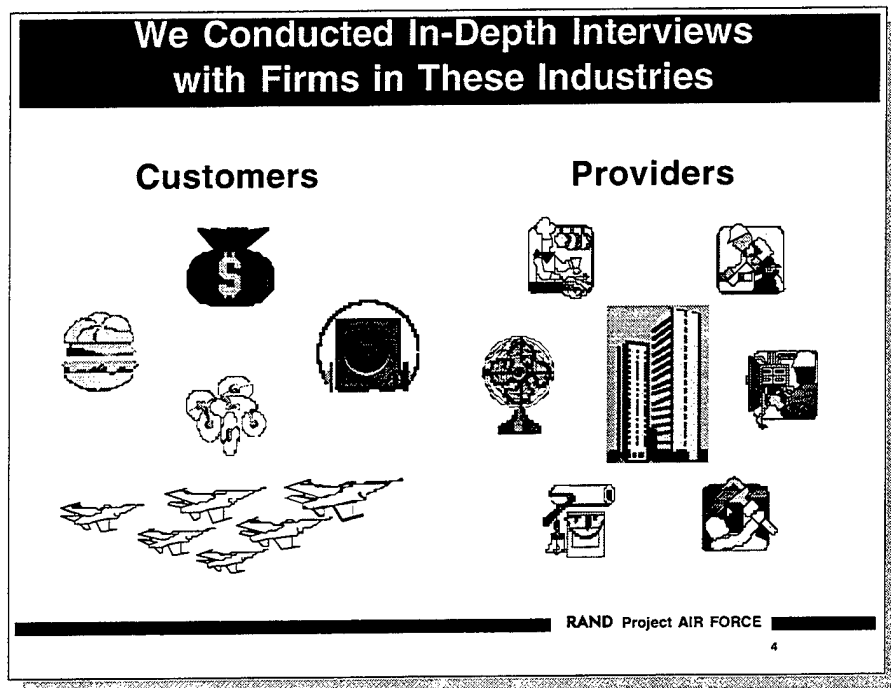 We Conducted In-Depth Interviews
with Firms in These Industries
Customers
Providers
$
RAND Project AIR FORCE
4